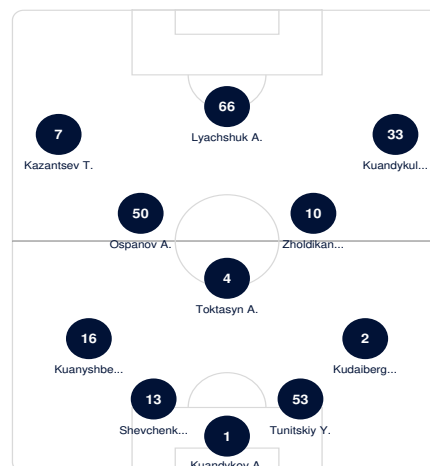 66
Lyachshuk A.
7
Kazantsev T.
33
Kuandykul...
50
Ospanov A.
10
Zholdikan...
4
Toktasyn A.
16
Kuanyshbe...
2
Kudaiberg...
13
Shevchenk...
53
Tunitskiy Y.
1
Kuandykov A.